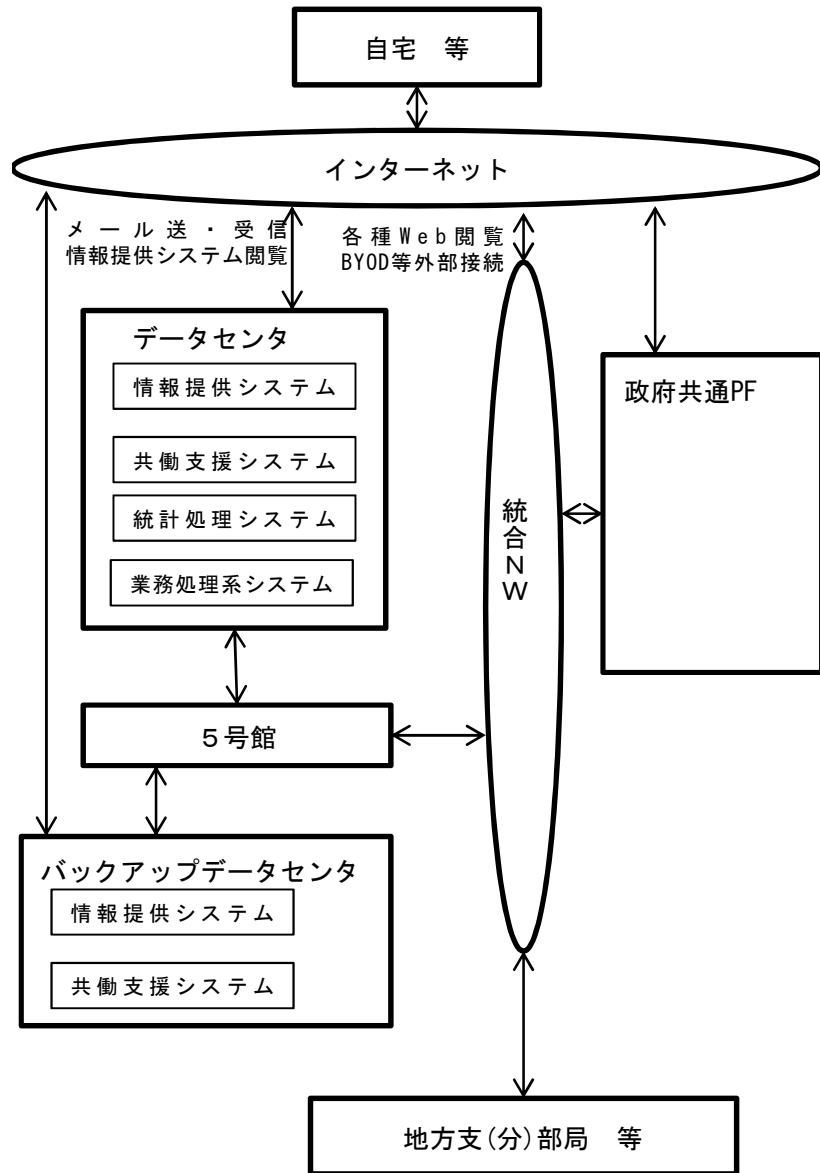 自宅　等
インターネット
メール送・受信
情報提供システム閲覧
各種Web閲覧
BYOD等外部接続
データセンタ
情報提供システム
共働支援システム
統計処理システム
業務処理系システム
政府共通PF
統合NW
５号館
バックアップデータセンタ
情報提供システム
共働支援システム
地方支(分)部局　等